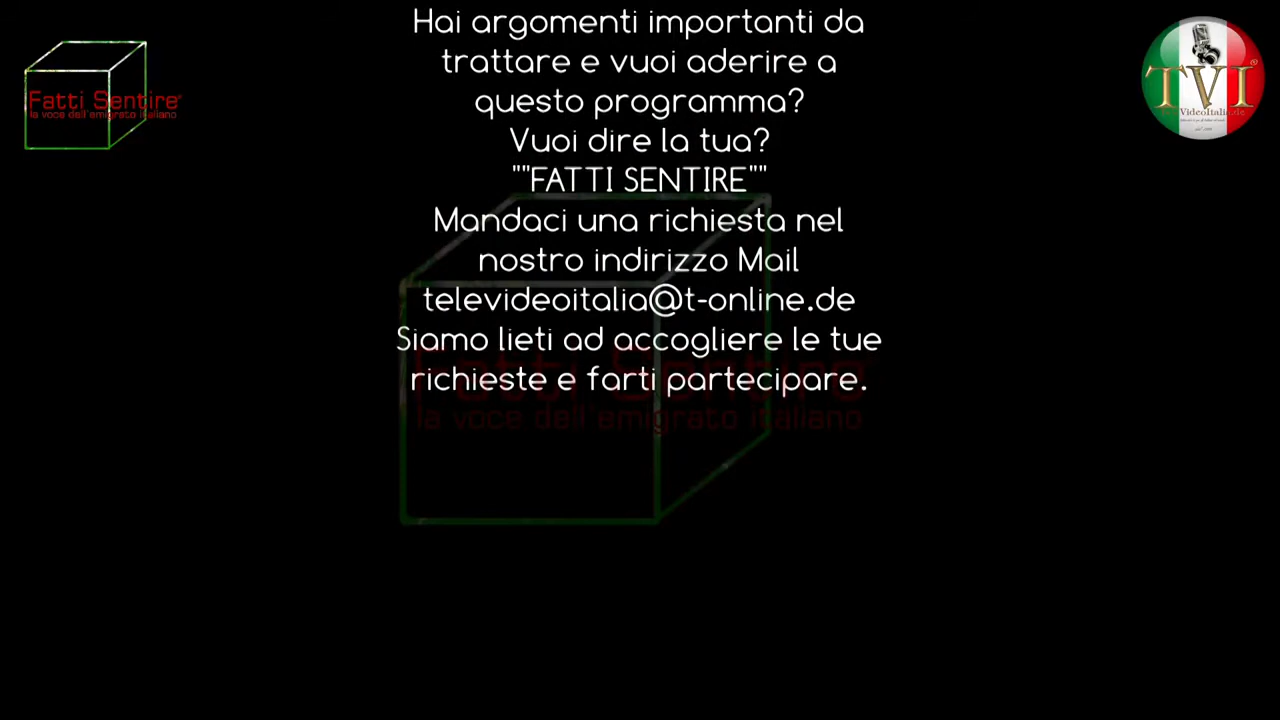 Hai argomenti importanti da
trattare e vuoi aderire a
questo programma?
Vuoi dire la tua?
""FATTI SENTIRE""
Mandaci una richiesta nel
nostro indirizzo Mail
televideoitalia@t-online.de
Siamo lieti ad accogliere le tue
richieste e farti partecipare.
Fatti Sentire
la voce dell'emigrato italiano
TVI
VideoItalia.de
Fatti Sentire
la voce dell'emigrato italiano